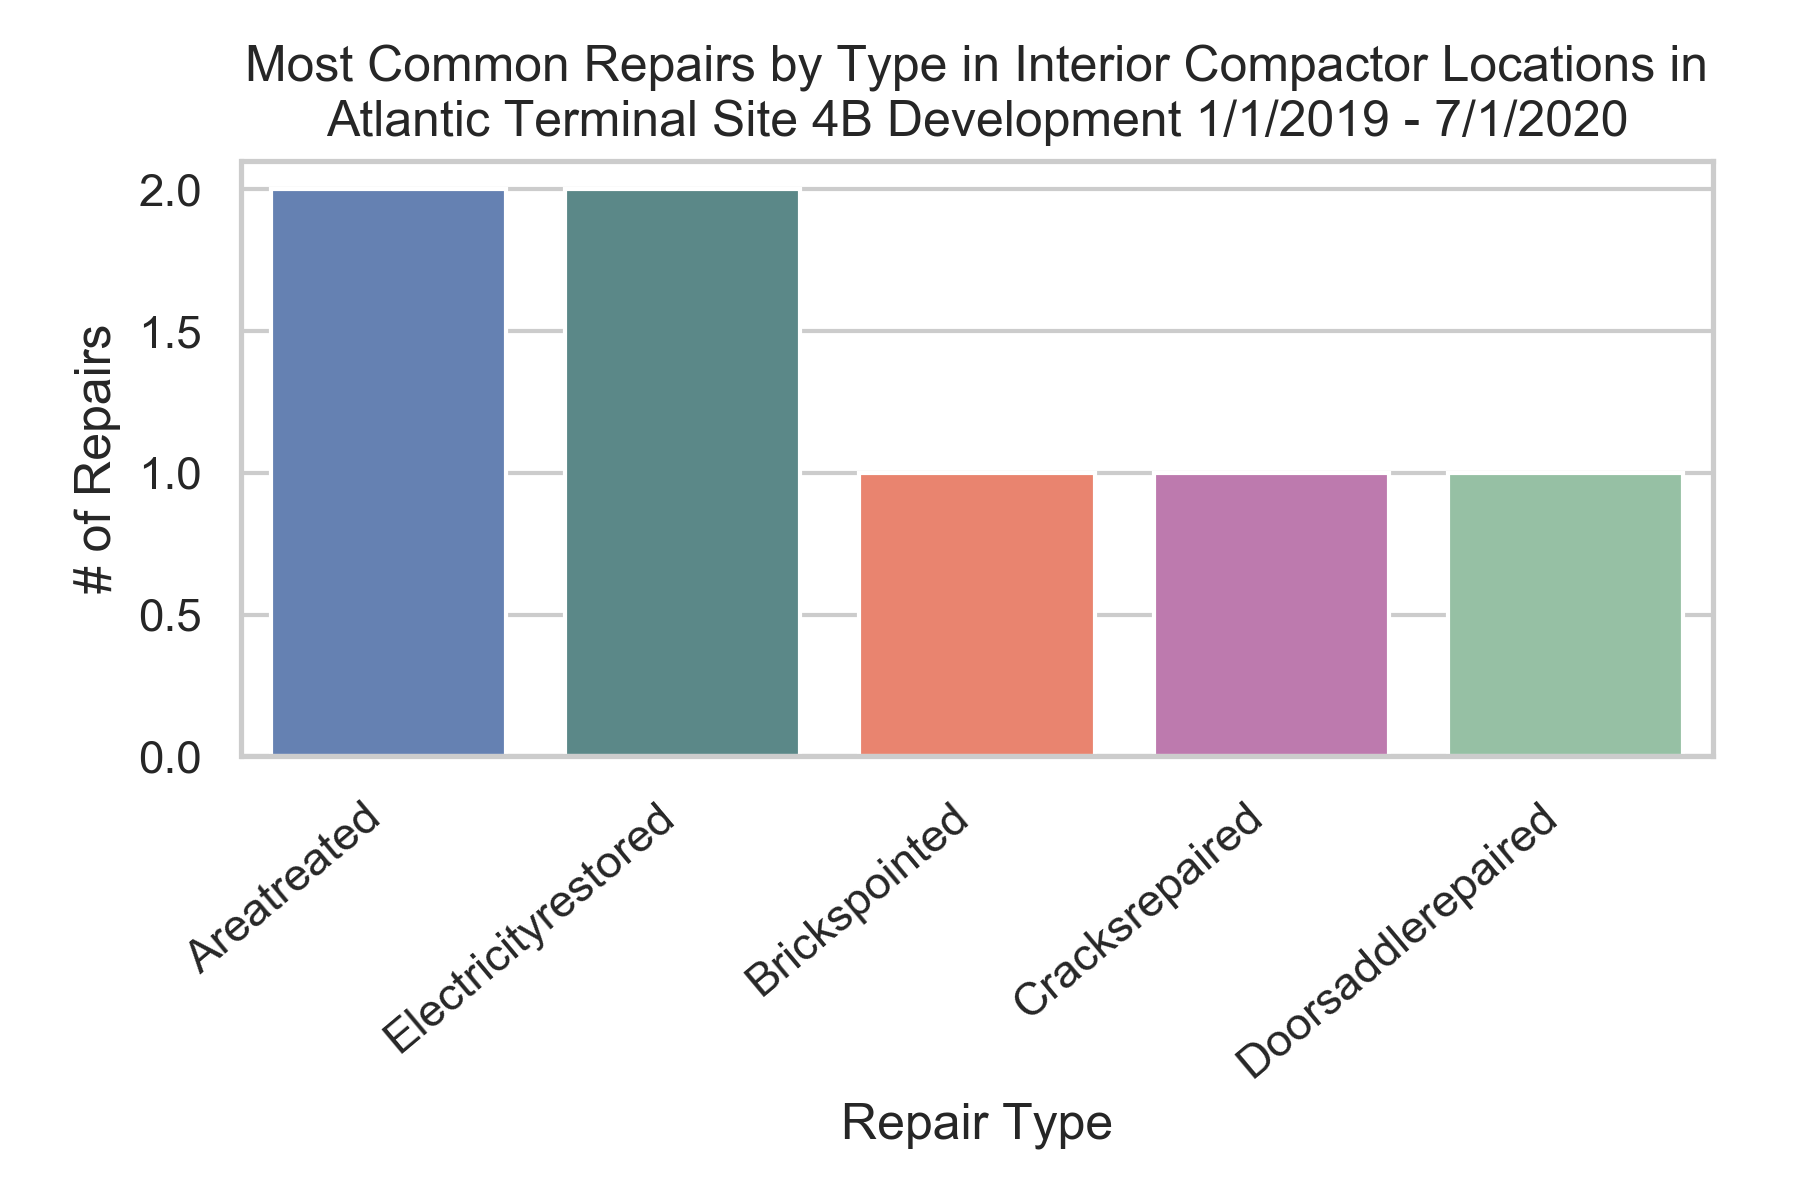 Most Common Repairs by Type in Interior Compactor Locations in
Atlantic Terminal Site 4B Development 1/1/2019 - 7/1/2020
# of Repairs
2.0
1.5
1.0
0.5
0.0
Areatreated
Electricityrestored
Brickspointed
Cracksrepaired
Doorsaddlerepaired
Repair Type